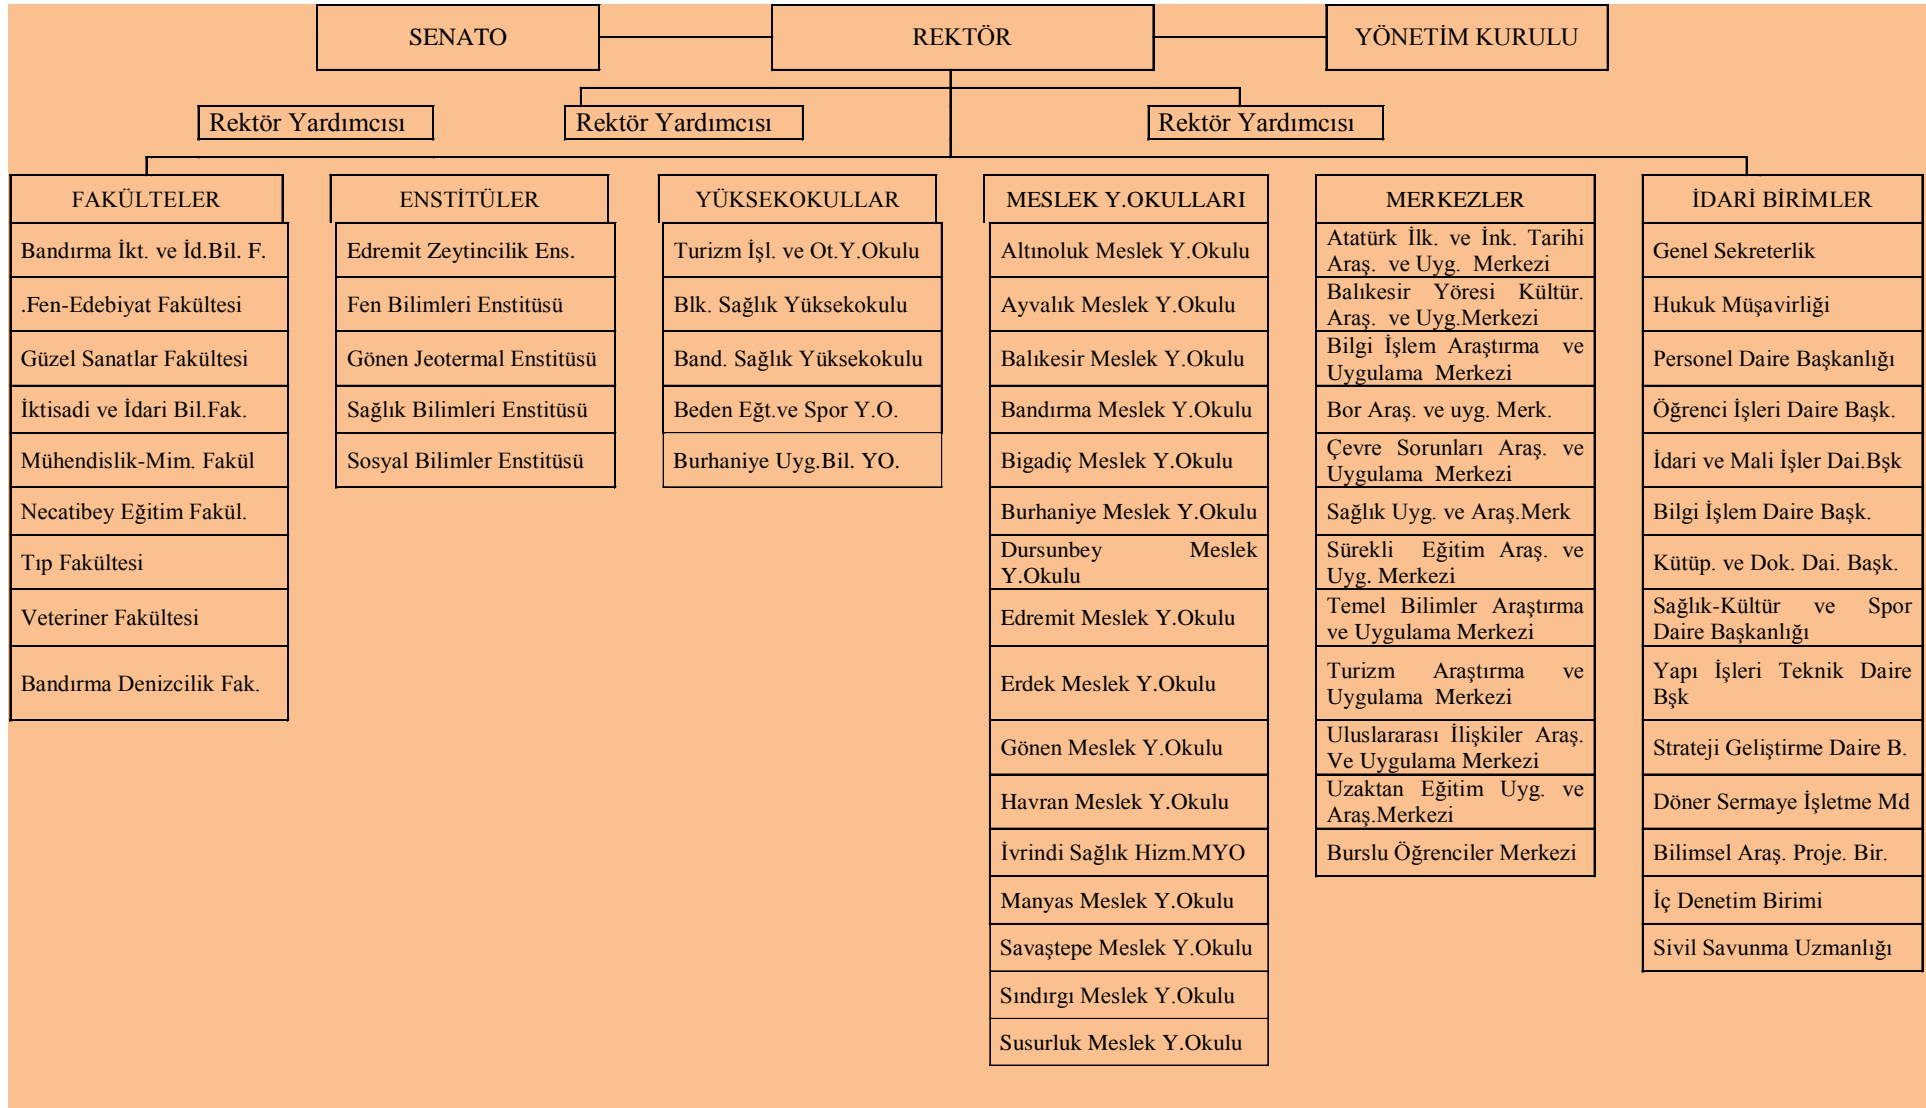 SENATO
REKTÖR
YÖNETİM KURULU
Rektör Yardımcısı
Rektör Yardımcısı
Rektör Yardımcısı
FAKÜLTELER
Bandırma İkt. ve İd.Bil. F.
.Fen-Edebiyat Fakültesi
Güzel Sanatlar Fakültesi
İktisadi ve İdari Bil.Fak.
Mühendislik-Mim. Fakül
Necatibey Eğitim Fakül.
Tıp Fakültesi
Veteriner Fakültesi
Bandırma Denizcilik Fak.
ENSTİTÜLER
Edremit Zeytincilik Ens.
Fen Bilimleri Enstitüsü
Gönen Jeotermal Enstitüsü
Sağlık Bilimleri Enstitüsü
Sosyal Bilimler Enstitüsü
YÜKSEKOKULLAR
Turizm İşl. ve Ot.Y.Okulu
Blk. Sağlık Yüksekokulu
Band. Sağlık Yüksekokulu
Beden Eğt.ve Spor Y.O.
Burhaniye Uyg.Bil. YO.
MESLEK Y.OKULLARI
Altınoluk Meslek Y.Okulu
Ayvalık Meslek Y.Okulu
Balıkesir Meslek Y.Okulu
Bandırma Meslek Y.Okulu
Bigadiç Meslek Y.Okulu
Burhaniye Meslek Y.Okulu
Dursunbey Meslek
Y.Okulu
Edremit Meslek Y.Okulu
Erdek Meslek Y.Okulu
Gönen Meslek Y.Okulu
Havran Meslek Y.Okulu
İvrindi Sağlık Hizm.MYO
Manyas Meslek Y.Okulu
Savaştepe Meslek Y.Okulu
Sındırgı Meslek Y.Okulu
Susurluk Meslek Y.Okulu
MERKEZLER
Atatürk İlk. ve İnk. Tarihi
Araş. ve Uyg. Merkezi
Balıkesir Yöresi Kültür.
Araş. ve Uyg.Merkezi
Bilgi İşlem Araştırma ve
Uygulama Merkezi
Bor Araş. ve uyg. Merk.
Çevre Sorunları Araş. ve
Uygulama Merkezi
Sağlık Uyg. ve Araş.Merk
Sürekli Eğitim Araş. ve
Uyg. Merkezi
Temel Bilimler Araştırma
ve Uygulama Merkezi
Turizm Araştırma ve
Uygulama Merkezi
Uluslararası İlişkiler Araş.
Ve Uygulama Merkezi
Uzaktan Eğitim Uyg. ve
Araş.Merkezi
Burslu Öğrenciler Merkezi
İDARİ BİRİMLER
Genel Sekreterlik
Hukuk Müşavirliği
Personel Daire Başkanlığı
Öğrenci İşleri Daire Başk.
İdari ve Mali İşler Dai.Bşk
Bilgi İşlem Daire Başk.
Kütüp. ve Dok. Dai. Başk.
Sağlık-Kültür ve Spor
Daire Başkanlığı
Yapı İşleri Teknik Daire
Bşk
Strateji Geliştirme Daire B.
Döner Sermaye İşletme Md
Bilimsel Araş. Proje. Bir.
İç Denetim Birimi
Sivil Savunma Uzmanlığı